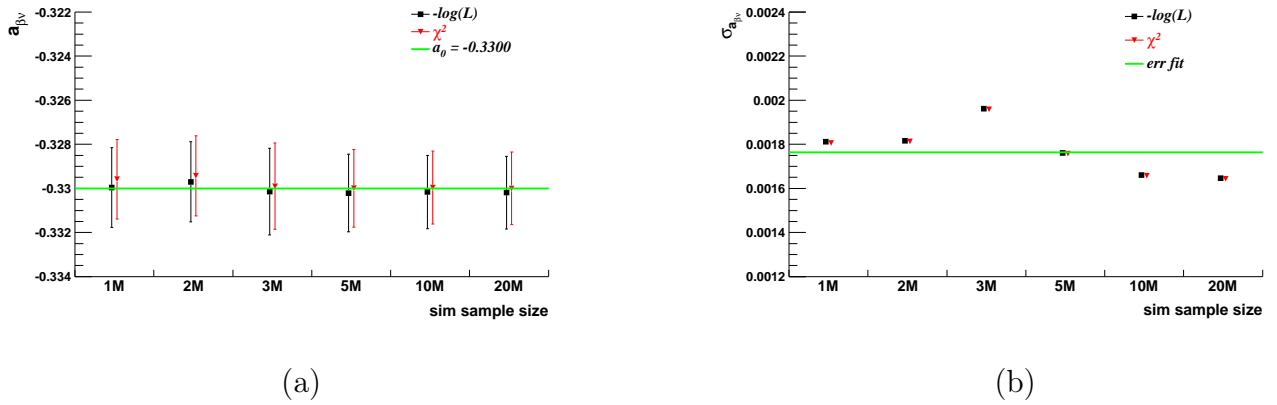 a_βν
-0.322
-0.324
-0.326
-0.328
-0.33
-0.332
-0.334
-log(L)
χ²
a₀ = -0.3300
1M 2M 3M 5M 10M 20M
sim sample size
(a)
σ_{a_βν}
0.0024
0.0022
0.002
0.0018
0.0016
0.0014
0.0012
-log(L)
χ²
err fit
1M 2M 3M 5M 10M 20M
sim sample size
(b)